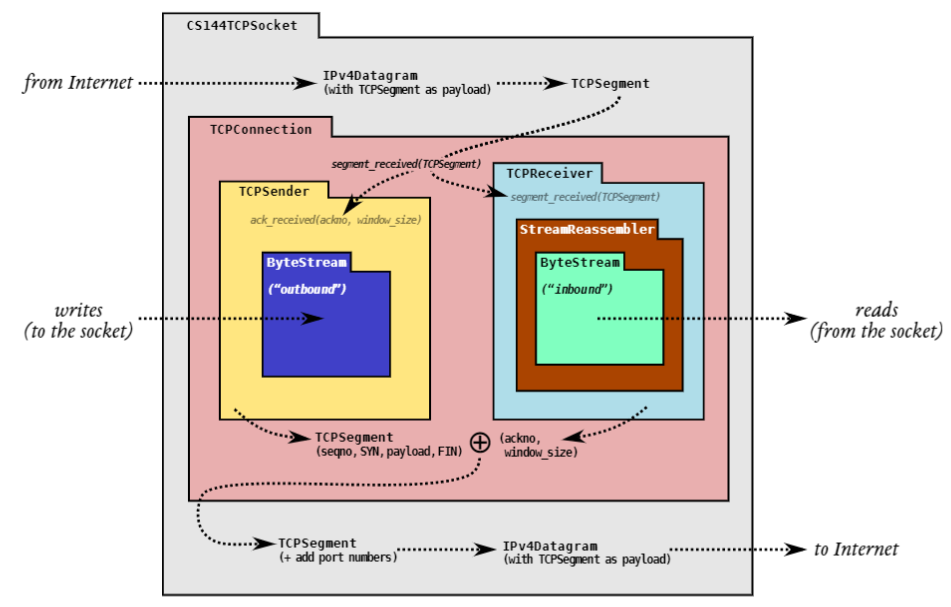 CS144TCPSocket
from Internet
IPv4Datagram
(with TCPSegment as payload)
TCPSegment
TCPConnection
segment_received(TCPSegment)
TCPSender
ack_received(ackno, window_size)
ByteStream
("outbound")
TCPReceiver
segment_received(TCPSegment)
StreamReassembler
ByteStream
("inbound")
writes
(to the socket)
reads
(from the socket)
TCPSegment
(seqno, SYN, payload, FIN)
(ackno,
window_size)
TCPSegment
(+ add port numbers)
IPv4Datagram
(with TCPSegment as payload)
to Internet